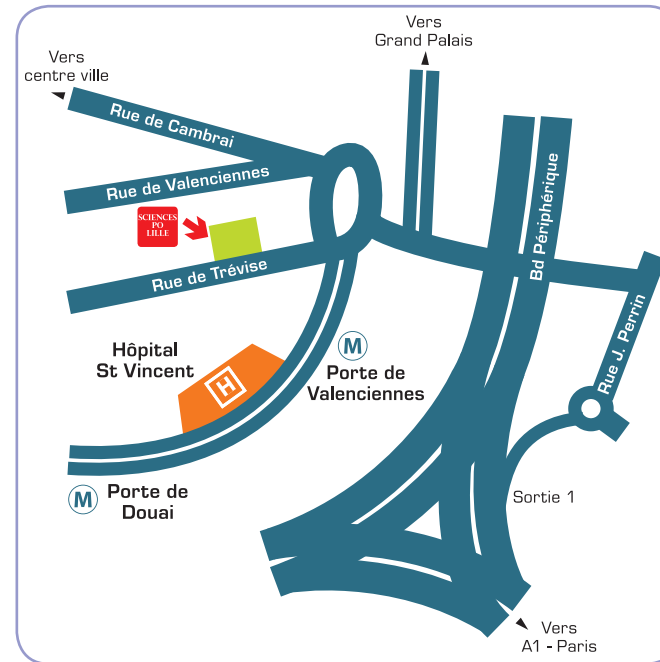 Vers
Grand Palais
Vers
centre ville
Rue de Cambrai
Rue de Valenciennes
SCIENCES
PO
LILLE
Rue de Trévise
Bd Périphérique
Rue J. Perrin
Hôpital
St Vincent
H
M
Porte de
Valenciennes
M
Porte de
Douai
Sortie 1
Vers
A1 - Paris